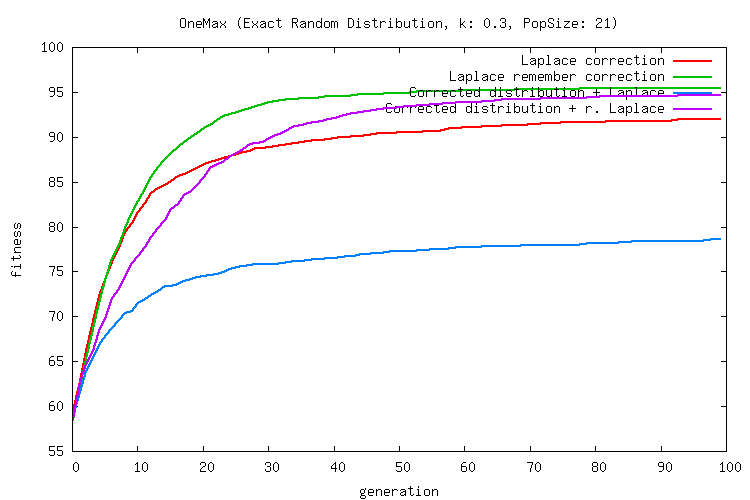 OneMax (Exact Random Distribution, k: 0.3, PopSize: 21)
100
95
90
85
80
75
70
65
60
55
fitness
Laplace correction
Laplace remember correction
Corrected distribution + Laplace
Corrected distribution + r. Laplace
0 10 20 30 40 50 60 70 80 90 100
generation